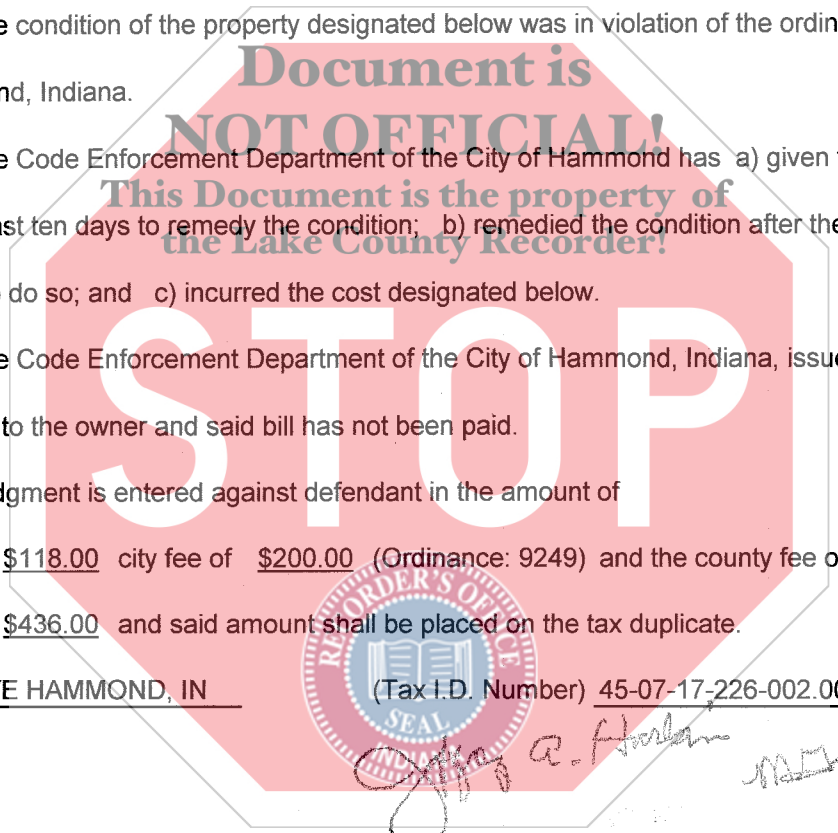 e condition of the property designated below was in violation of the ordin
Document is
nd, Indiana.
NOT OFFICIAL!
e Code Enforcement Department of the City of Hammond has a) given
This Document is the property of
st ten days to remedy the condition; b) remedied the condition after the
the Lake County Recorder!
do so; and c) incurred the cost designated below.
STOP
e Code Enforcement Department of the City of Hammond, Indiana, issue
to the owner and said bill has not been paid.
dgment is entered against defendant in the amount of
$118.00 city fee of $200.00 (Ordinance: 9249) and the county fee o
RECORDER'S OFFICE
$436.00 and said amount shall be placed on the tax duplicate.
E HAMMOND, IN (Tax I.D. Number) 45-07-17-226-002.00
SEAL
INDIANA